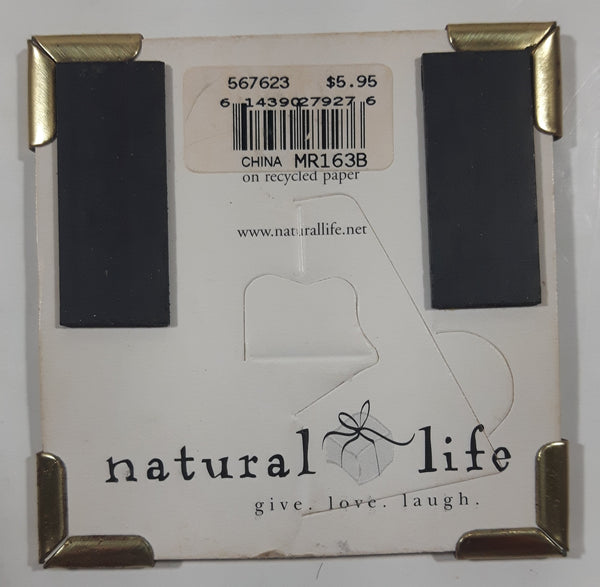 567623 $5.95
6 14390 27927 6
CHINA MR163B
on recycled paper
www.naturallife.net
natural life
give. love. laugh.